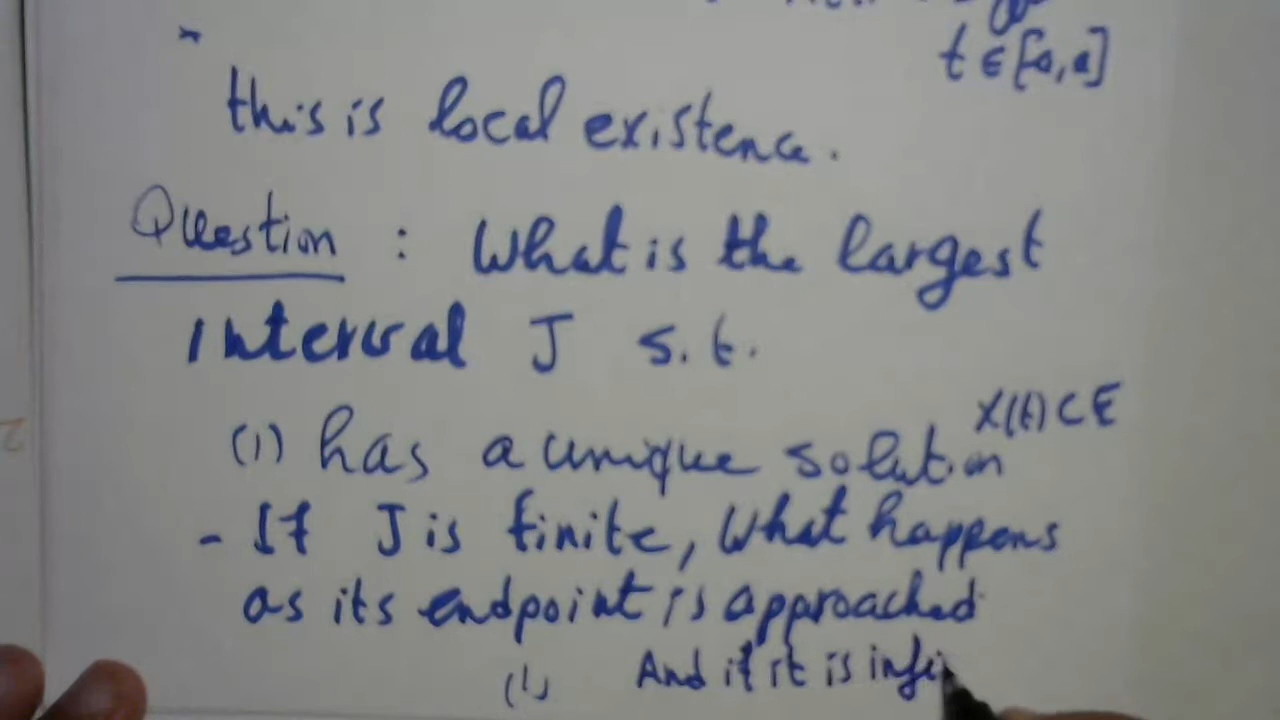 t ∈ [0, a]
this is local existence.
Question : What is the largest
Interval J s.t.
(1) has a unique solution X(t) ⊂ E
- If J is finite, What happens
as its endpoint is approached
(1) And if it is infi